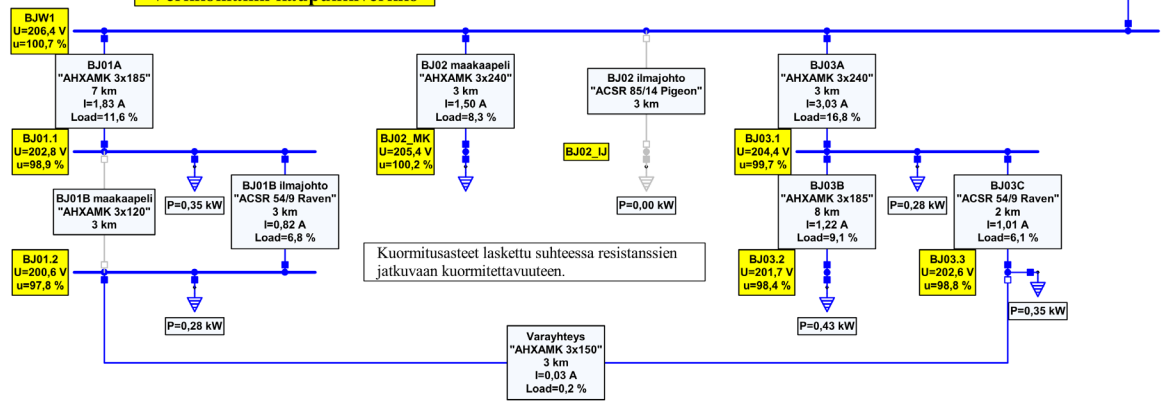 BJW1
U=206,4 V
u=100,7 %
BJ01A
"AHXAMK 3x185"
7 km
I=1,83 A
Load=11,6 %
BJ02 maakaapeli
"AHXAMK 3x240"
3 km
I=1,50 A
Load=8,3 %
BJ02 ilmajohto
"ACSR 85/14 Pigeon"
3 km
BJ03A
"AHXAMK 3x240"
3 km
I=3,03 A
Load=16,8 %
BJ01.1
U=202,8 V
u=98,9 %
BJ02_MK
U=205,4 V
u=100,2 %
BJ02_IJ
BJ03.1
U=204,4 V
u=99,7 %
BJ01B maakaapeli
"AHXAMK 3x120"
3 km
P=0,35 kW
BJ01B ilmajohto
"ACSR 54/9 Raven"
3 km
I=0,82 A
Load=6,8 %
P=0,00 kW
BJ03B
"AHXAMK 3x185"
8 km
I=1,22 A
Load=9,1 %
P=0,28 kW
BJ03C
"ACSR 54/9 Raven"
2 km
I=1,01 A
Load=6,1 %
Kuormitusasteet laskettu suhteessa resistanssien
jatkuvaan kuormitettavuuteen.
BJ01.2
U=200,6 V
u=97,8 %
BJ03.2
U=201,7 V
u=98,4 %
BJ03.3
U=202,6 V
u=98,8 %
P=0,28 kW
P=0,43 kW
P=0,35 kW
Varayhteys
"AHXAMK 3x150"
3 km
I=0,03 A
Load=0,2 %